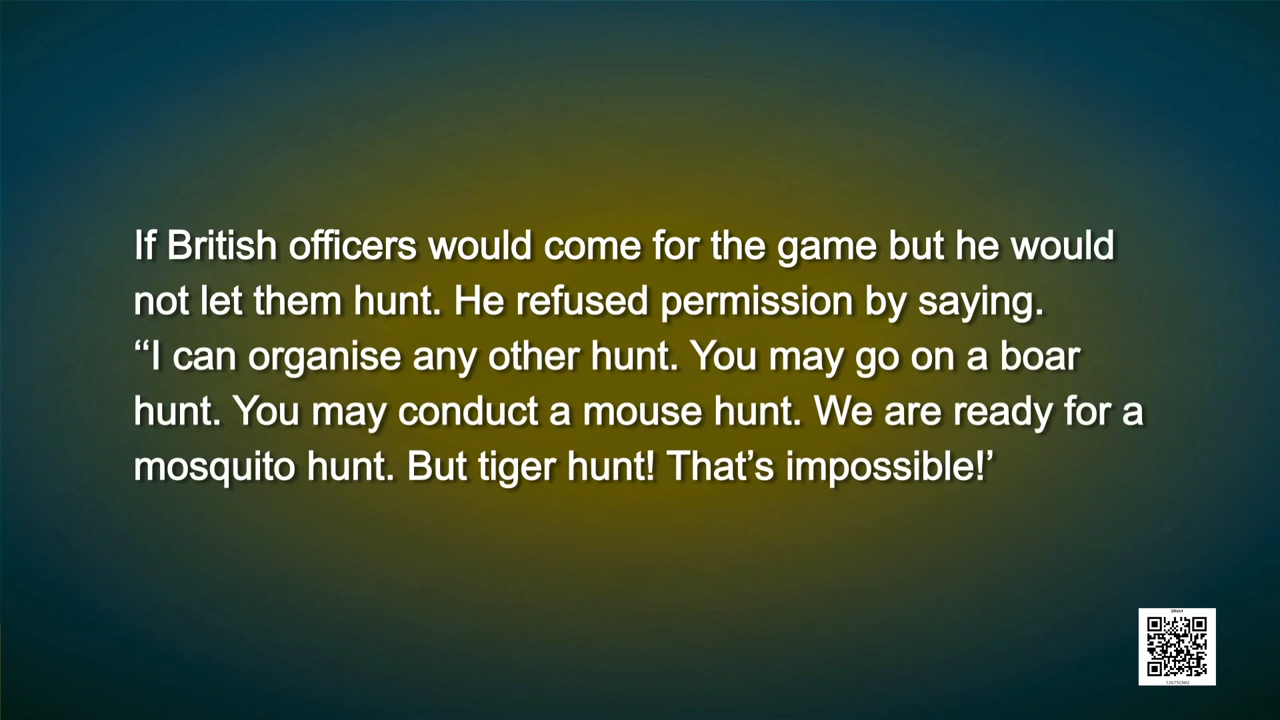 If British officers would come for the game but he would
not let them hunt. He refused permission by saying.
“I can organise any other hunt. You may go on a boar
hunt. You may conduct a mouse hunt. We are ready for a
mosquito hunt. But tiger hunt! That’s impossible!’